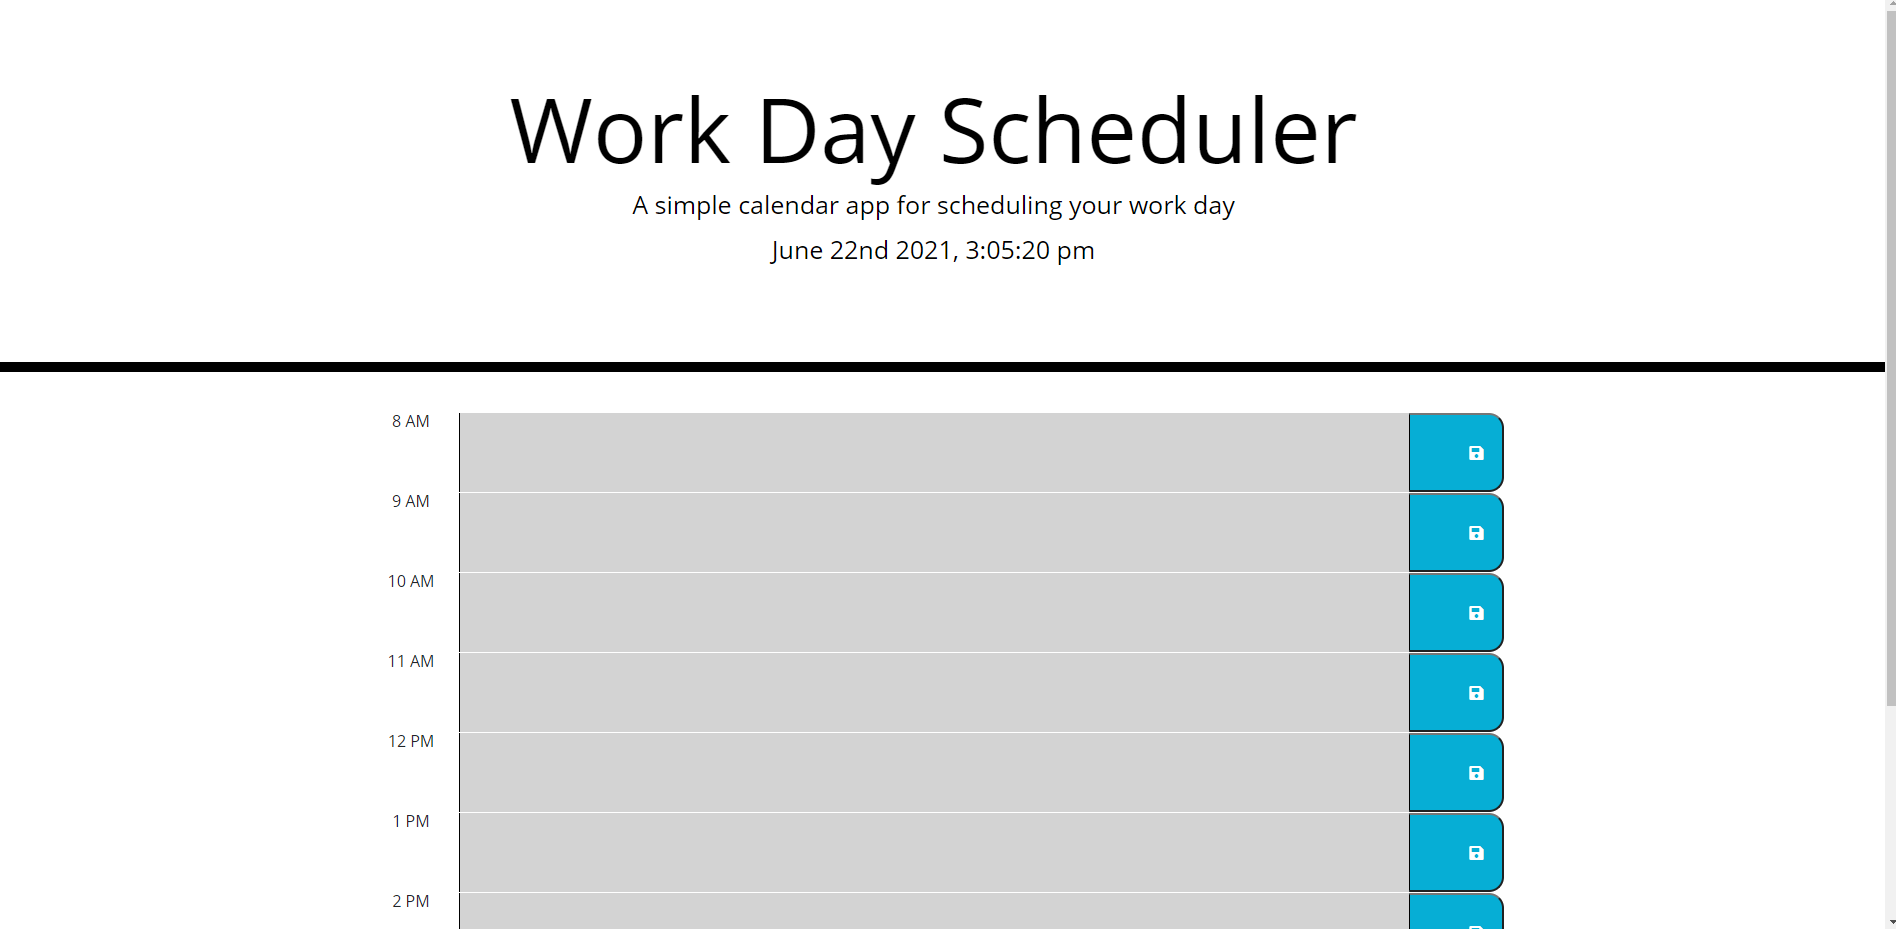 Work Day Scheduler
A simple calendar app for scheduling your work day
June 22nd 2021, 3:05:20 pm
8 AM
9 AM
10 AM
11 AM
12 PM
1 PM
2 PM